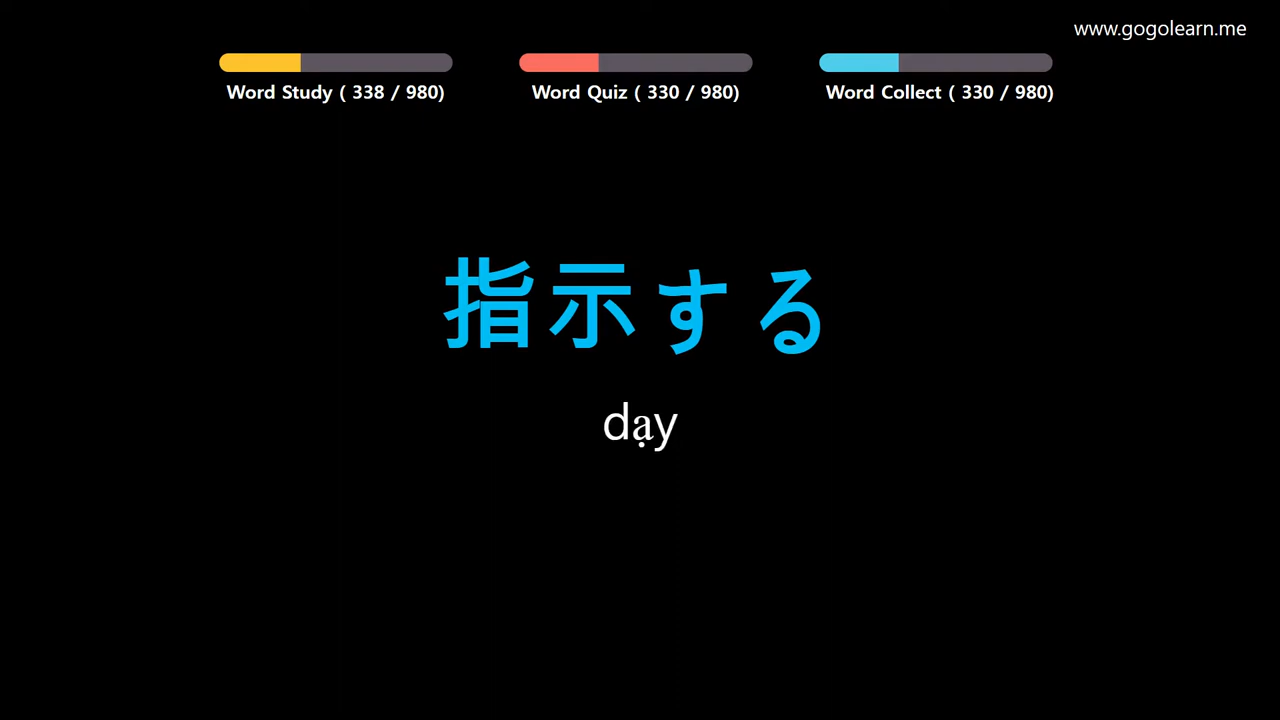 www.gogolearn.me
Word Study ( 338 / 980)
Word Quiz ( 330 / 980)
Word Collect ( 330 / 980)
指示する
dạy